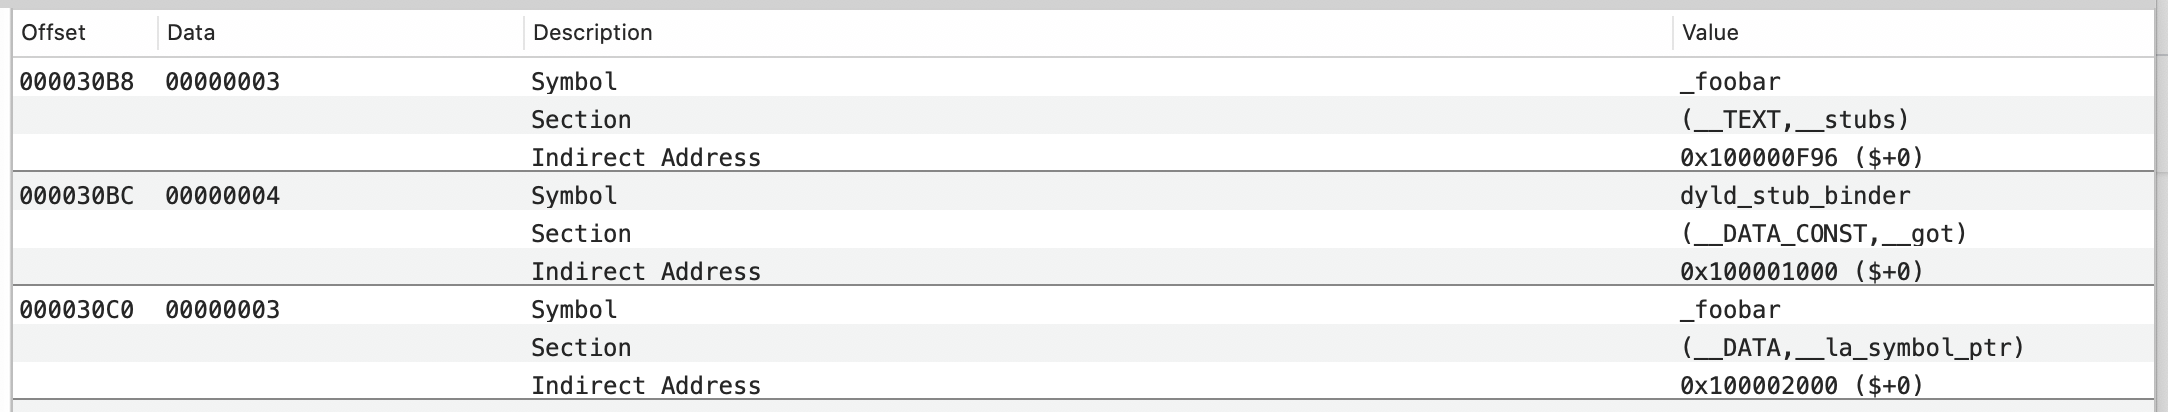 Offset Data Description Value
000030B8 00000003 Symbol _foobar
Section (__TEXT,__stubs)
Indirect Address 0x100000F96 ($+0)
000030BC 00000004 Symbol dyld_stub_binder
Section (__DATA_CONST,__got)
Indirect Address 0x100001000 ($+0)
000030C0 00000003 Symbol _foobar
Section (__DATA,__la_symbol_ptr)
Indirect Address 0x100002000 ($+0)